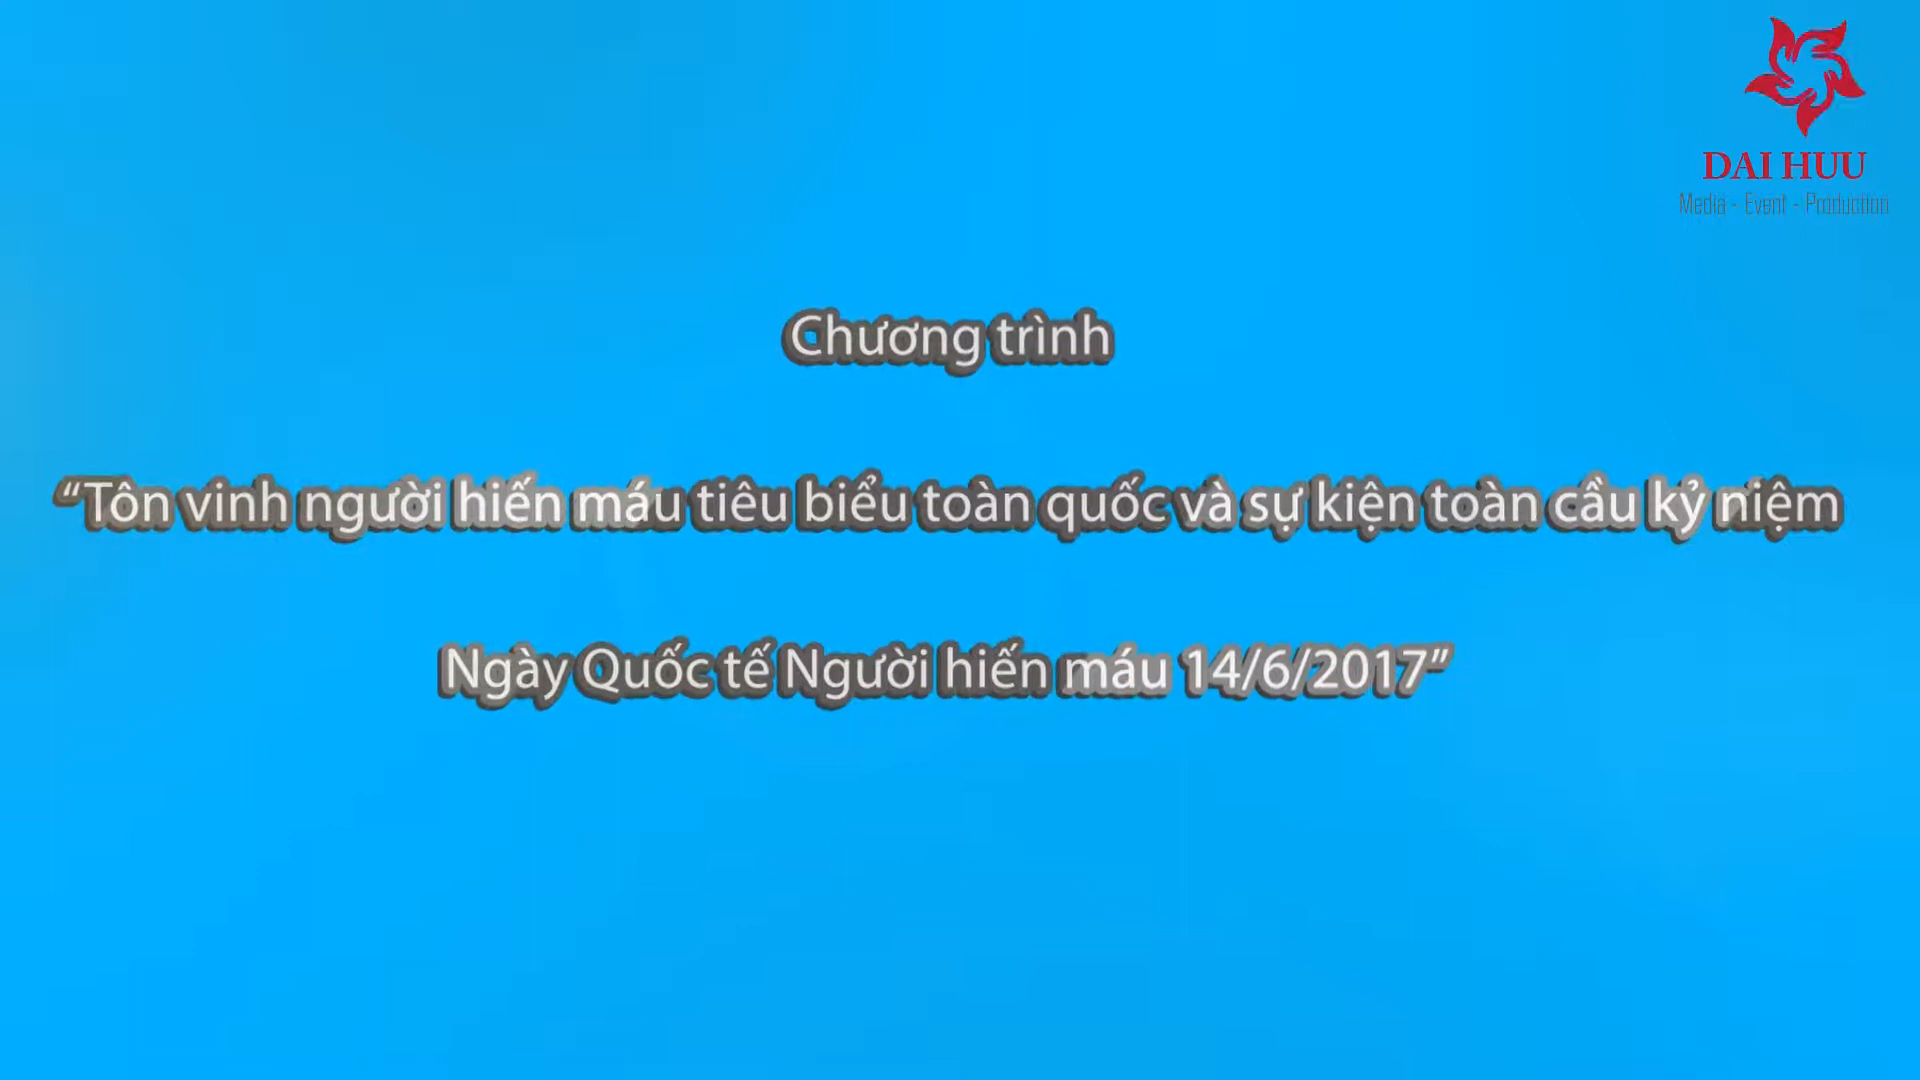 DAI HUU
Media - Event - Production
Chương trình
“Tôn vinh người hiến máu tiêu biểu toàn quốc và sự kiện toàn cầu kỷ niệm
Ngày Quốc tế Người hiến máu 14/6/2017”